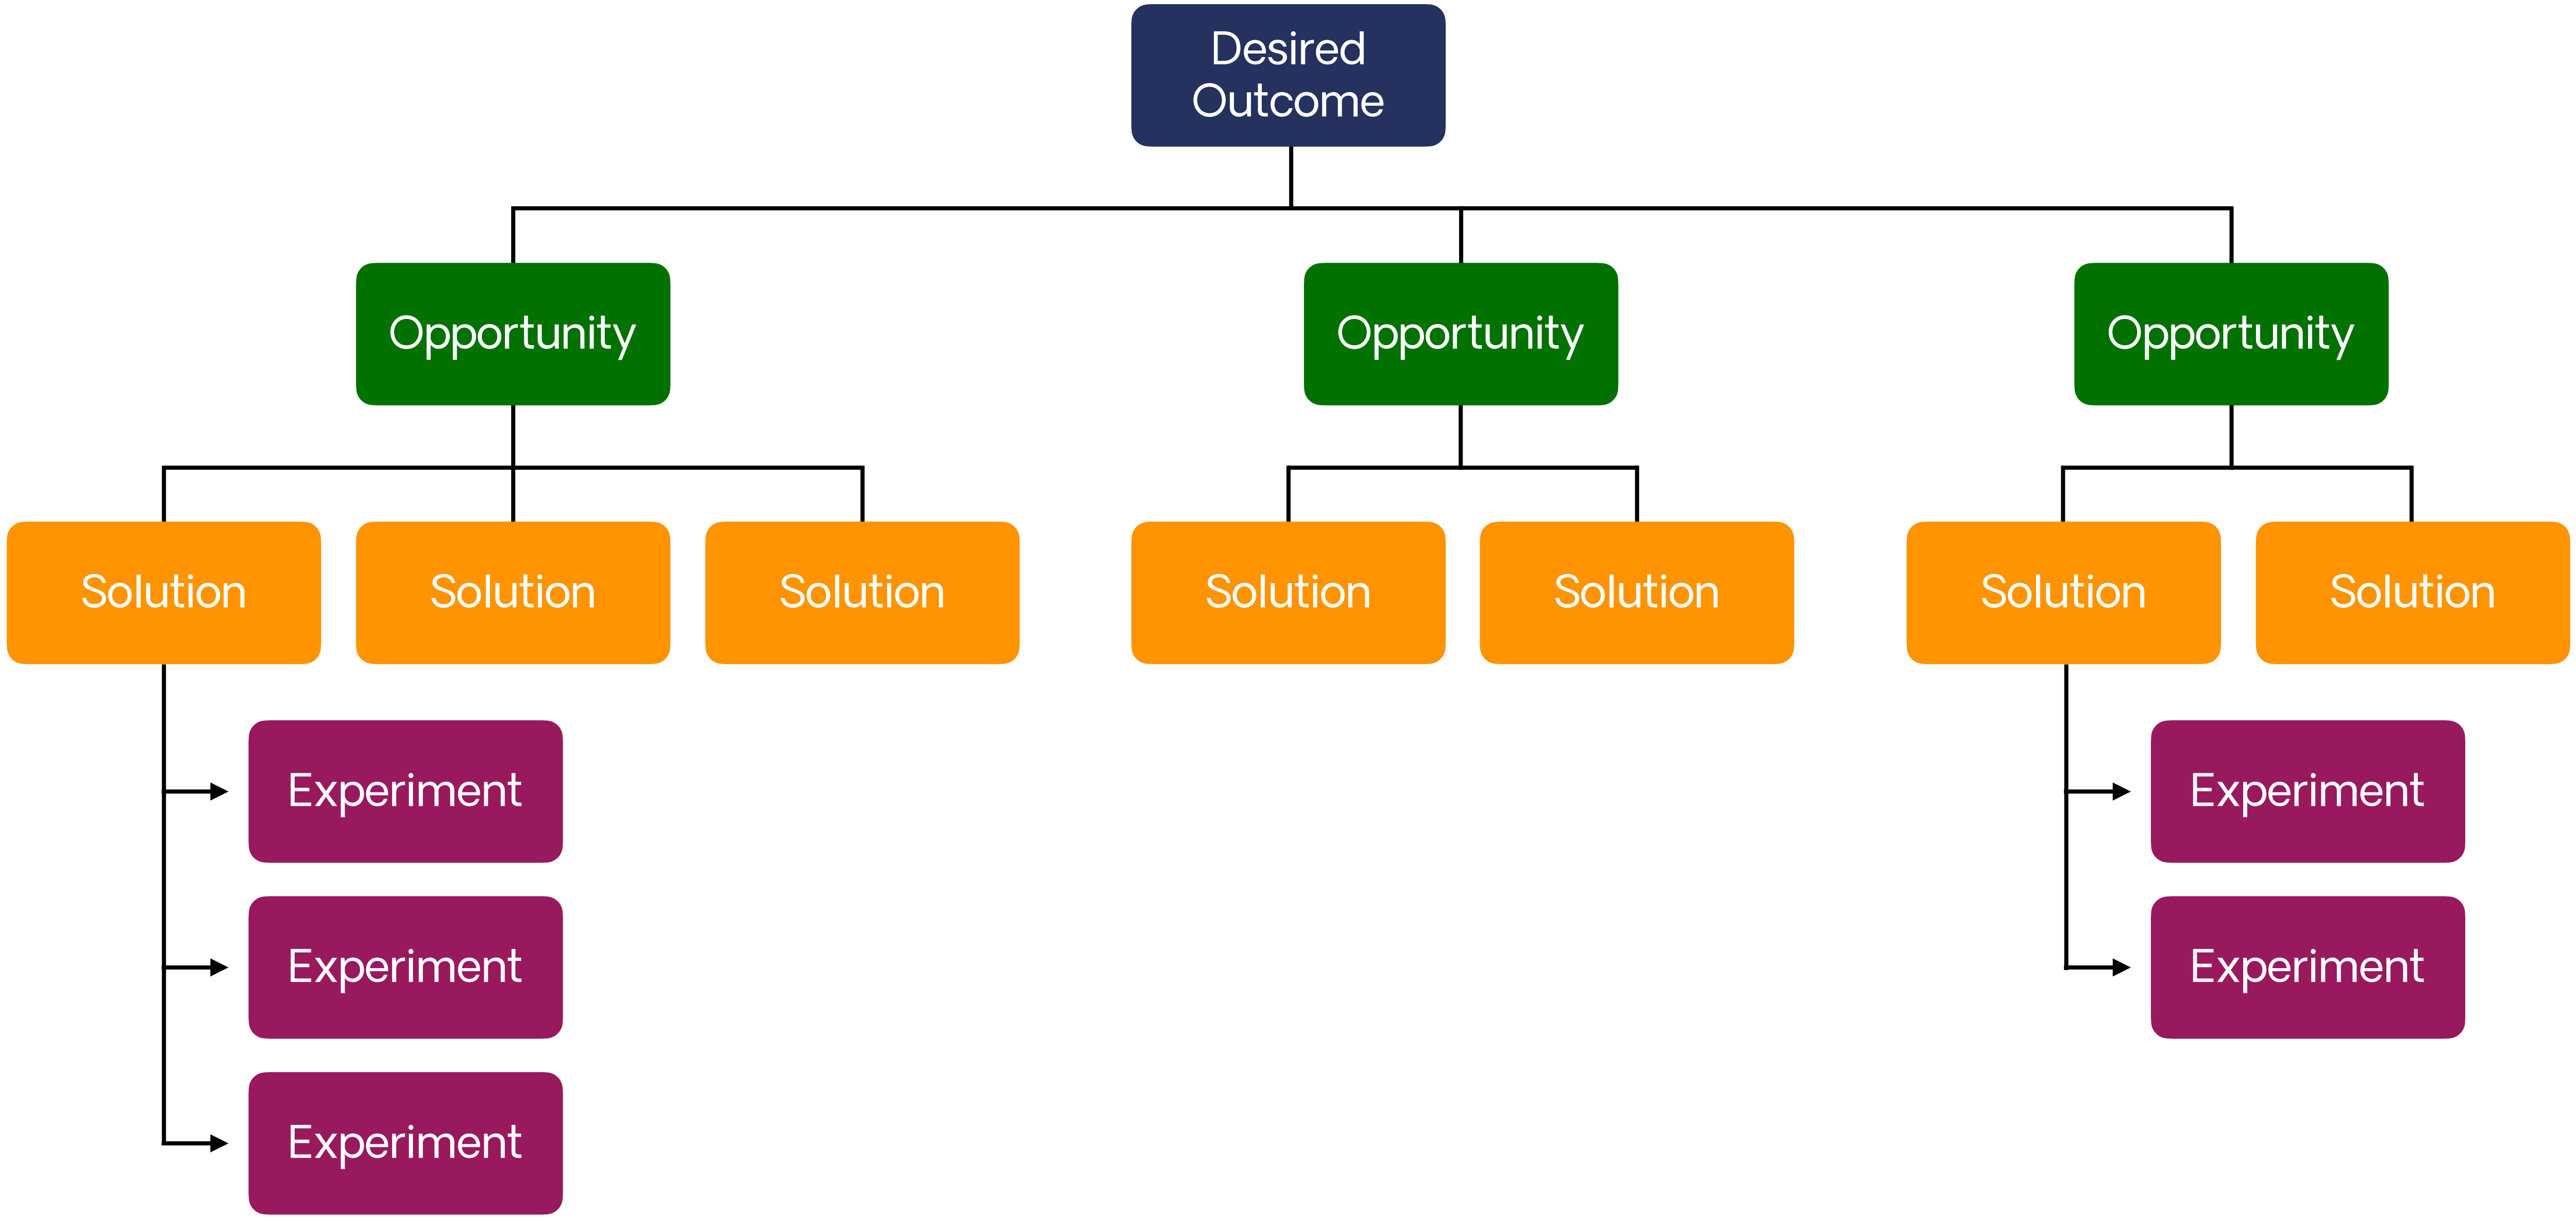 Desired
Outcome
Opportunity
Opportunity
Opportunity
Solution
Solution
Solution
Solution
Solution
Solution
Solution
Experiment
Experiment
Experiment
Experiment
Experiment